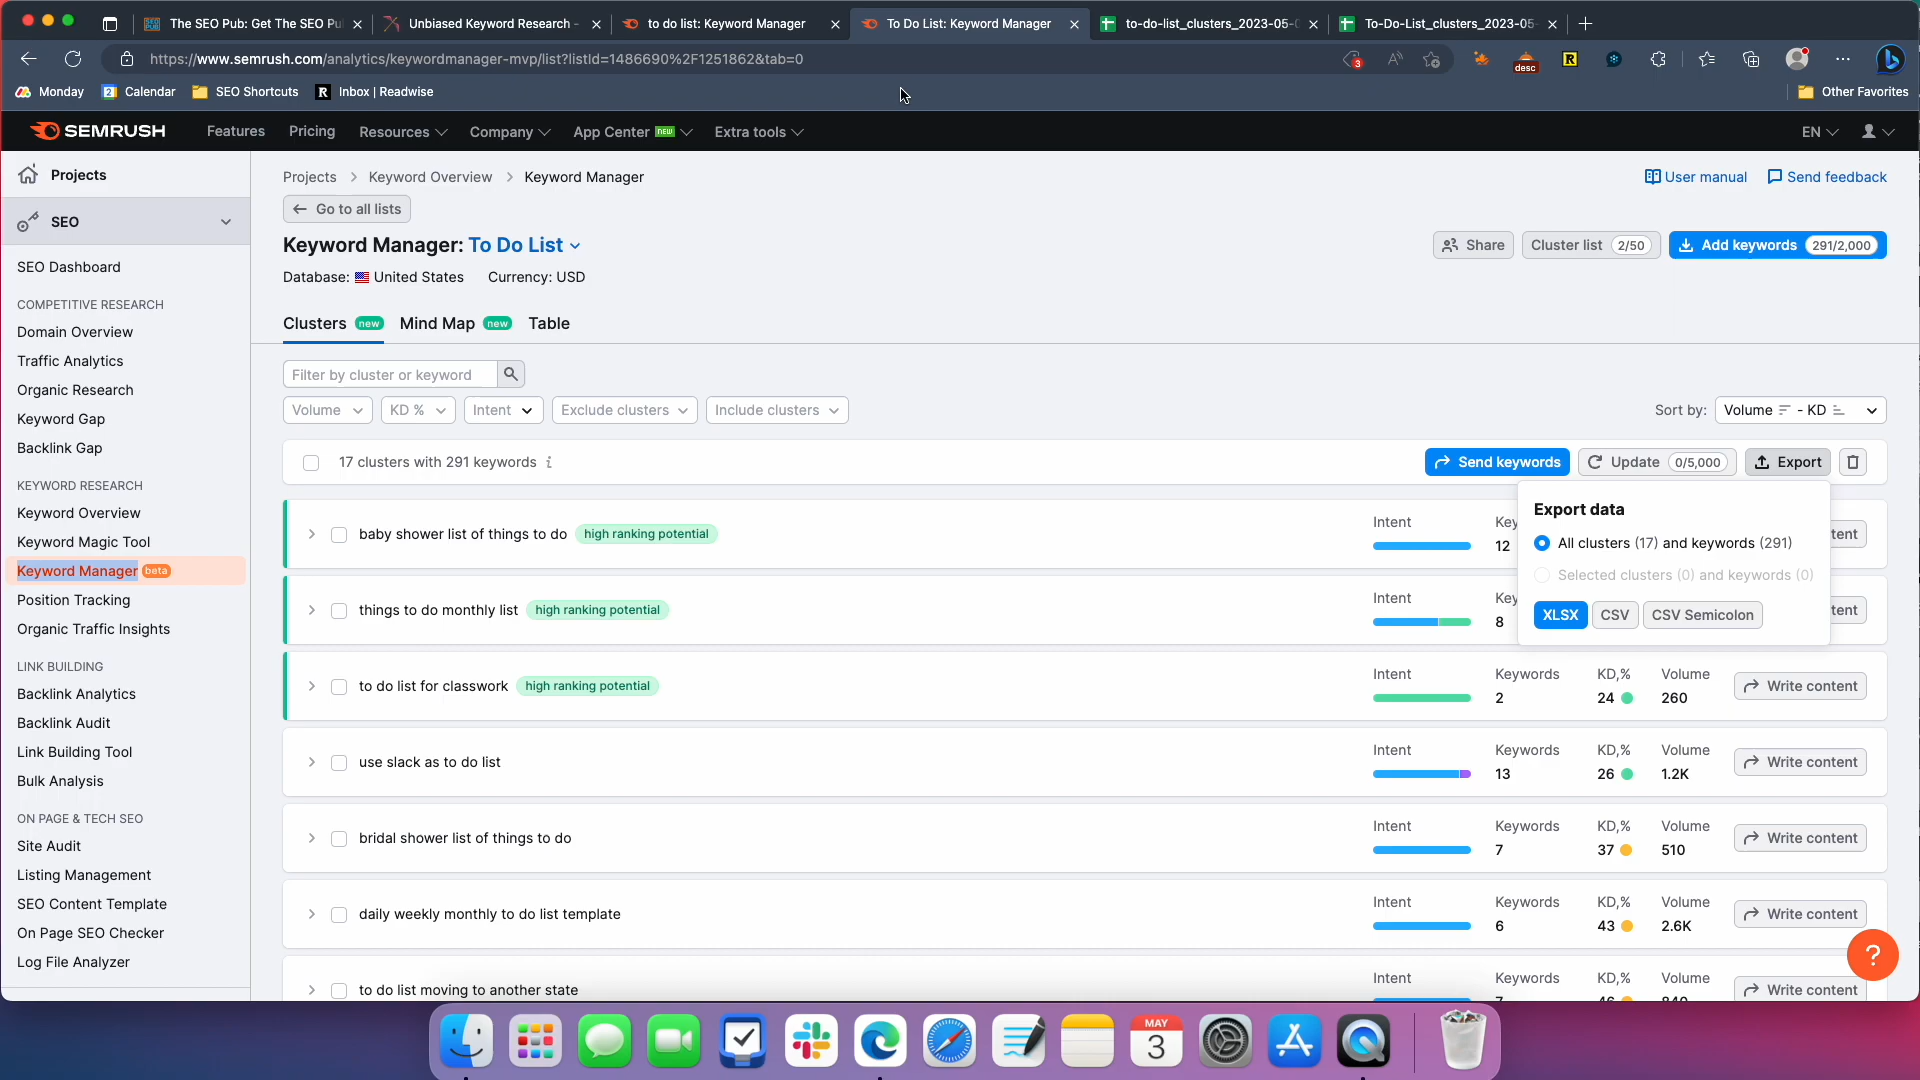 The SEO Pub: Get The SEO Pu
Unbiased Keyword Research -
to do list: Keyword Manager
To Do List: Keyword Manager
to-do-list_clusters_2023-05-0
To-Do-List_clusters_2023-05-
https://www.semrush.com/analytics/keywordmanager-mvp/list?listId=1486690%2F1251862&tab=0
3
desc
R
Monday
2 Calendar
SEO Shortcuts
R Inbox | Readwise
Other Favorites
SEMRUSH
Features
Pricing
Resources
Company
App Center NEW
Extra tools
EN
Projects
SEO
SEO Dashboard
COMPETITIVE RESEARCH
Domain Overview
Traffic Analytics
Organic Research
Keyword Gap
Backlink Gap
KEYWORD RESEARCH
Keyword Overview
Keyword Magic Tool
Keyword Manager beta
Position Tracking
Organic Traffic Insights
LINK BUILDING
Backlink Analytics
Backlink Audit
Link Building Tool
Bulk Analysis
ON PAGE & TECH SEO
Site Audit
Listing Management
SEO Content Template
On Page SEO Checker
Log File Analyzer
Projects > Keyword Overview > Keyword Manager
User manual
Send feedback
Go to all lists
Keyword Manager: To Do List
Share
Cluster list 2/50
Add keywords 291/2,000
Database: United States Currency: USD
Clusters new Mind Map new Table
Filter by cluster or keyword
Volume
KD %
Intent
Exclude clusters
Include clusters
Sort by: Volume - KD
17 clusters with 291 keywords i
Send keywords
Update 0/5,000
Export
Export data
All clusters (17) and keywords (291)
Selected clusters (0) and keywords (0)
XLSX CSV CSV Semicolon
baby shower list of things to do high ranking potential
Intent Key
12
tent
things to do monthly list high ranking potential
Intent Key
8
tent
to do list for classwork high ranking potential
Intent Keywords KD,% Volume
2 24 260
Write content
use slack as to do list
Intent Keywords KD,% Volume
13 26 1.2K
Write content
bridal shower list of things to do
Intent Keywords KD,% Volume
7 37 510
Write content
daily weekly monthly to do list template
Intent Keywords KD,% Volume
6 43 2.6K
Write content
to do list moving to another state
Intent Keywords KD,% Volume
7 46 840
Write content
?
MAY
3